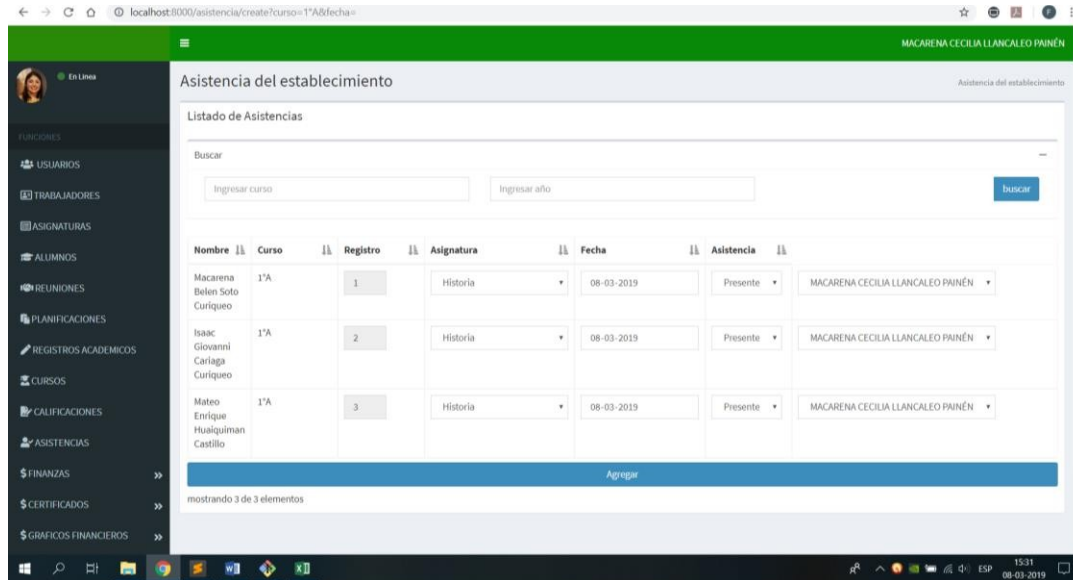 localhost:8000/asistencia/create?curso=1°A&fecha=
MACARENA CECILIA LLANCALEO PAINÉN
En Linea
Asistencia del establecimiento
Asistencia del establecimiento
Listado de Asistencias
FUNCIONES
Buscar
Ingresar curso
Ingresar año
buscar
USUARIOS
TRABAJADORES
ASIGNATURAS
ALUMNOS
REUNIONES
PLANIFICACIONES
REGISTROS ACADEMICOS
CURSOS
CALIFICACIONES
ASISTENCIAS
FINANZAS
CERTIFICADOS
GRAFICOS FINANCIEROS
Nombre Curso Registro Asignatura Fecha Asistencia
Macarena 1°A 1 Historia 08-03-2019 Presente MACARENA CECILIA LLANCALEO PAINÉN
Belen Soto
Curiqueo
Isaac 1°A 2 Historia 08-03-2019 Presente MACARENA CECILIA LLANCALEO PAINÉN
Giovanni
Cariaga
Curiqueo
Mateo 1°A 3 Historia 08-03-2019 Presente MACARENA CECILIA LLANCALEO PAINÉN
Enrique
Huaiquiman
Castillo
Agregar
mostrando 3 de 3 elementos
ESP
15:31
08-03-2019